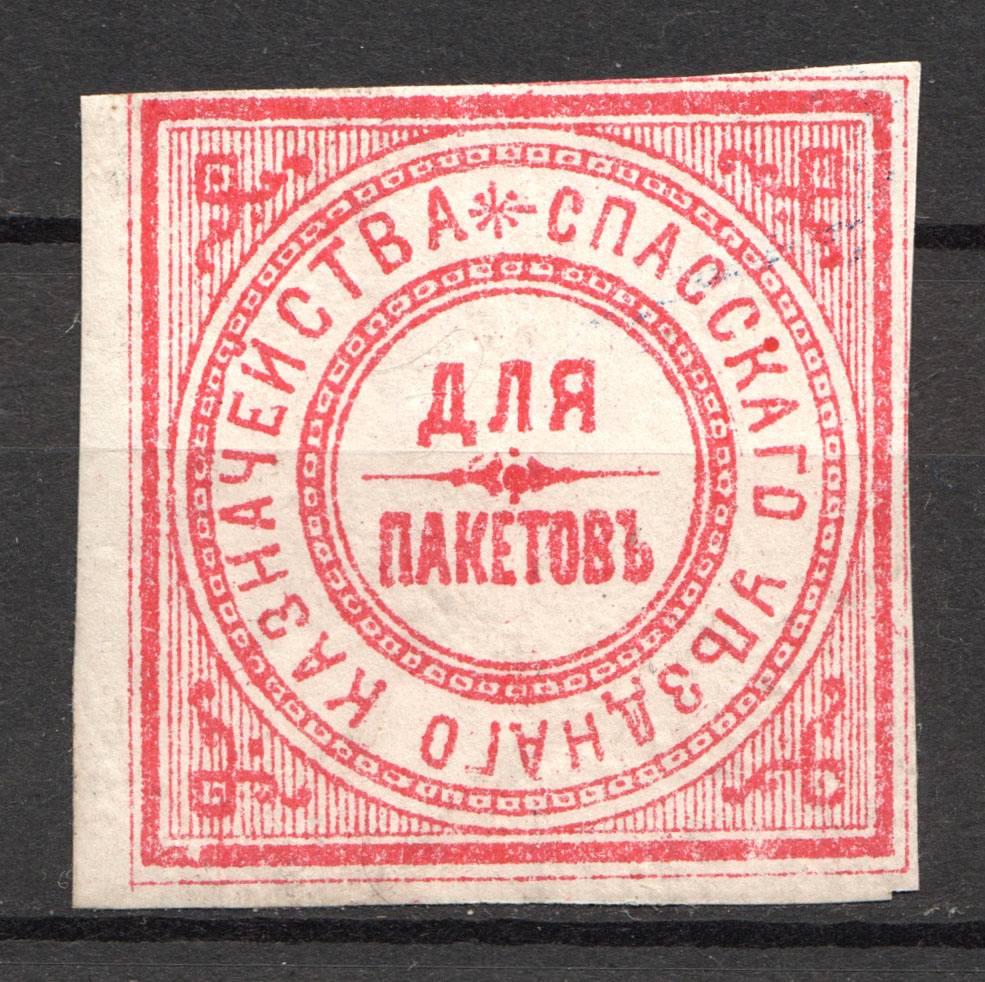 СПАССКАГО УѢЗДНАГО КАЗНАЧЕЙСТВА
ДЛЯ
ПАКЕТОВЪ